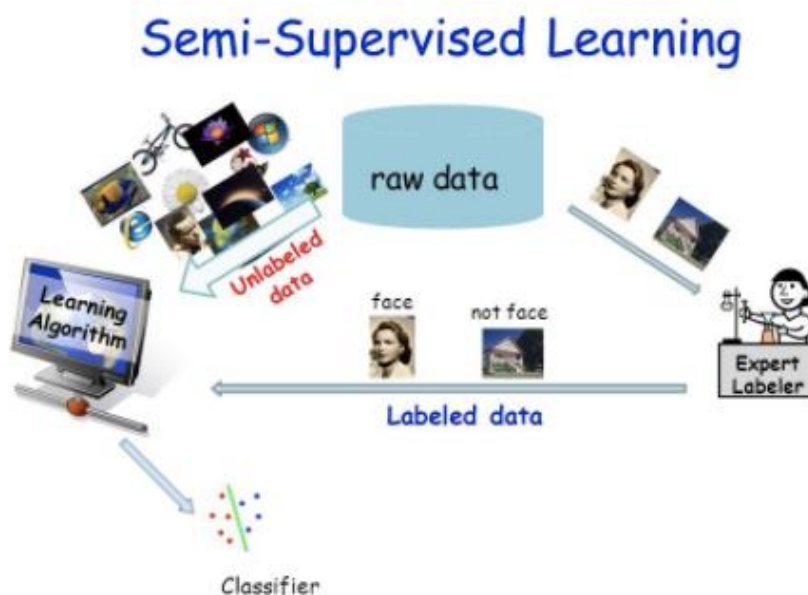 Semi-Supervised Learning
raw data
Unlabeled
data
Learning
Algorithm
face
not face
Expert
Labeler
Labeled data
Classifier